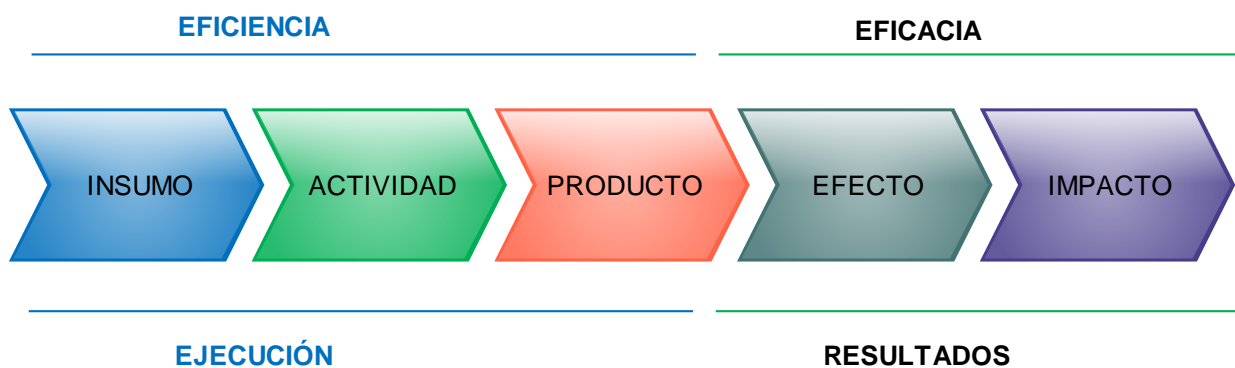 EFICIENCIA
EFICACIA
INSUMO
ACTIVIDAD
PRODUCTO
EFECTO
IMPACTO
EJECUCIÓN
RESULTADOS